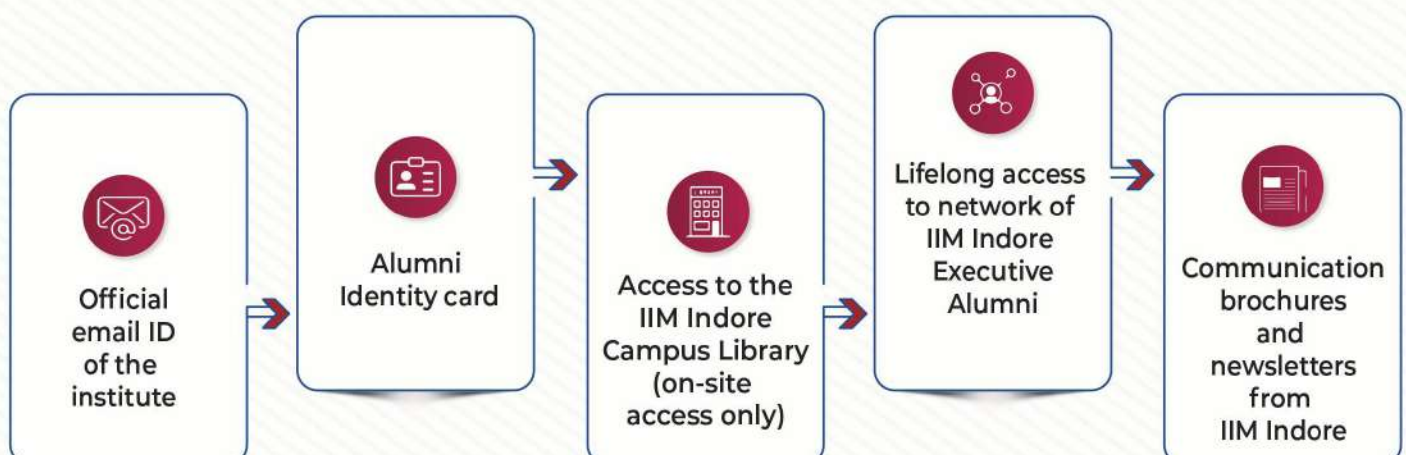 Official
email ID
of the
institute
Alumni
Identity card
Access to the
IIM Indore
Campus Library
(on-site
access only)
Lifelong access
to network of
IIM Indore
Executive
Alumni
Communication
brochures
and
newsletters
from
IIM Indore